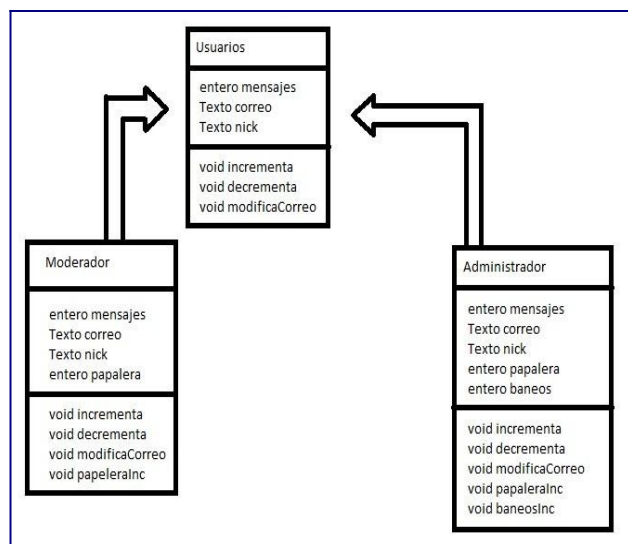 Usuarios
entero mensajes
Texto correo
Texto nick
void incrementa
void decrementa
void modificaCorreo
Moderador
entero mensajes
Texto correo
Texto nick
entero papalera
void incrementa
void decrementa
void modificaCorreo
void papeleraInc
Administrador
entero mensajes
Texto correo
Texto nick
entero papalera
entero baneos
void incrementa
void decrementa
void modificaCorreo
void papaleraInc
void baneosInc